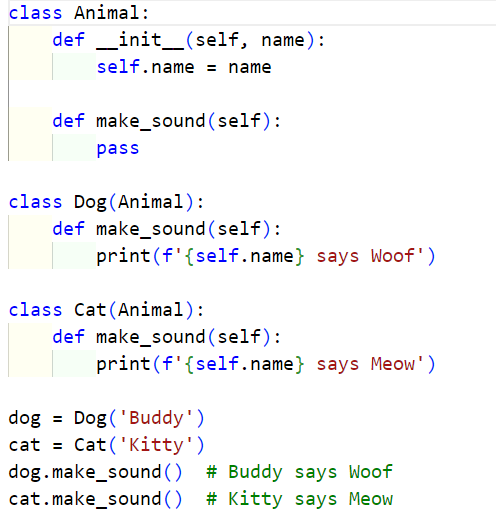 class Animal:
    def __init__(self, name):
        self.name = name

    def make_sound(self):
        pass

class Dog(Animal):
    def make_sound(self):
        print(f'{self.name} says Woof')

class Cat(Animal):
    def make_sound(self):
        print(f'{self.name} says Meow')

dog = Dog('Buddy')
cat = Cat('Kitty')
dog.make_sound()  # Buddy says Woof
cat.make_sound()  # Kitty says Meow